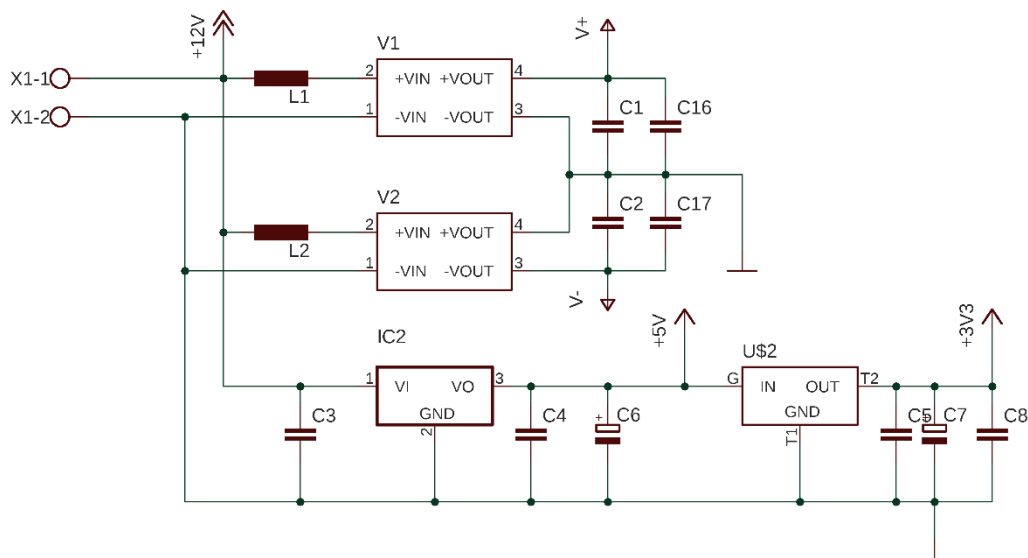 +12V
V+
X1-1
X1-2
L1
V1
2 +VIN +VOUT 4
1 -VIN -VOUT 3
C1
C16
L2
V2
2 +VIN +VOUT 4
1 -VIN -VOUT 3
C2
C17
V-
+5V
+3V3
IC2
1 VI VO 3
GND
2
C3
C4
+
C6
U$2
G IN OUT T2
GND
T1
C5
+
C7
C8